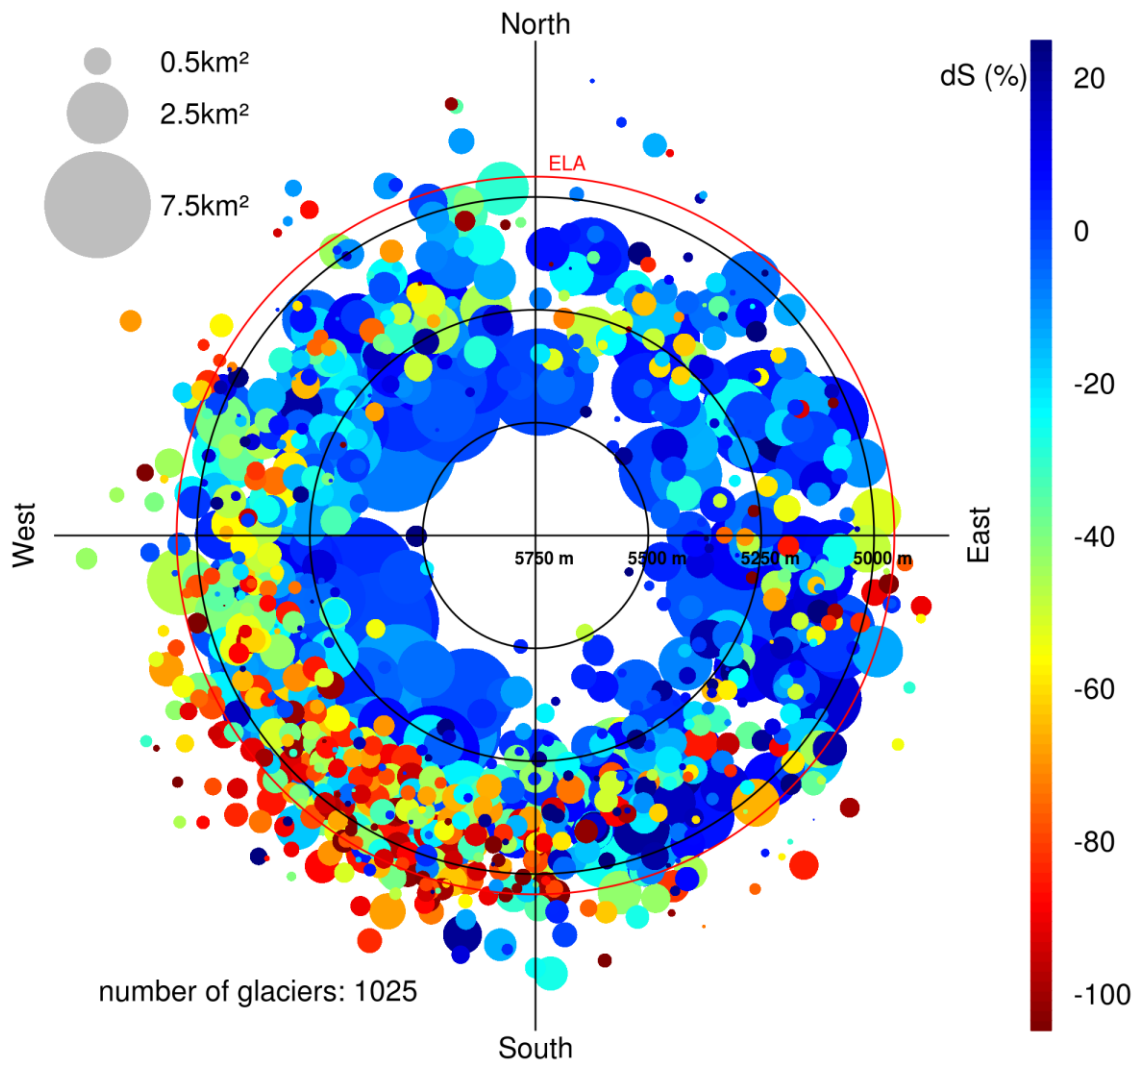 North
0.5km²
dS (%)
20
2.5km²
ELA
7.5km²
0
-20
-40
West
5750 m
5500 m
5250 m
5000 m
East
-60
-80
number of glaciers: 1025
-100
South